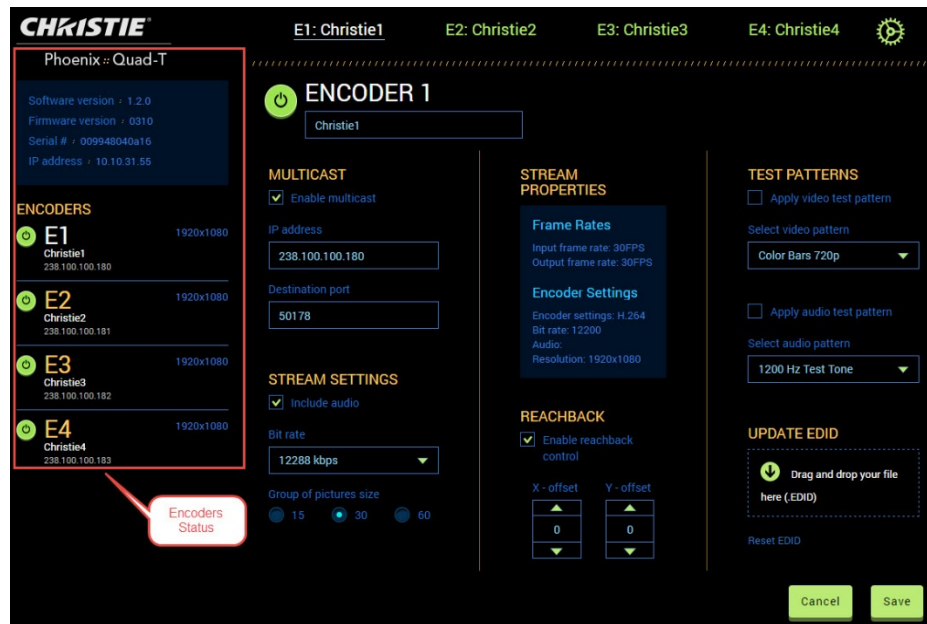 CHRISTIE®
E1: Christie1
E2: Christie2
E3: Christie3
E4: Christie4
Phoenix :: Quad-T
Software version / 1.2.0
Firmware version / 0310
Serial # / 009948040a16
IP address / 10.10.31.55
ENCODERS
E1
1920x1080
Christie1
238.100.100.180
E2
1920x1080
Christie2
238.100.100.181
E3
1920x1080
Christie3
238.100.100.182
E4
1920x1080
Christie4
238.100.100.183
Encoders
Status
ENCODER 1
Christie1
MULTICAST
Enable multicast
IP address
238.100.100.180
Destination port
50178
STREAM SETTINGS
Include audio
Bit rate
12288 kbps
Group of pictures size
15
30
60
STREAM
PROPERTIES
Frame Rates
Input frame rate: 30FPS
Output frame rate: 30FPS
Encoder Settings
Encoder settings: H.264
Bit rate: 12200
Audio:
Resolution: 1920x1080
REACHBACK
Enable reachback
control
X - offset
Y - offset
0
0
TEST PATTERNS
Apply video test pattern
Select video pattern
Color Bars 720p
Apply audio test pattern
Select audio pattern
1200 Hz Test Tone
UPDATE EDID
Drag and drop your file
here (.EDID)
Reset EDID
Cancel
Save